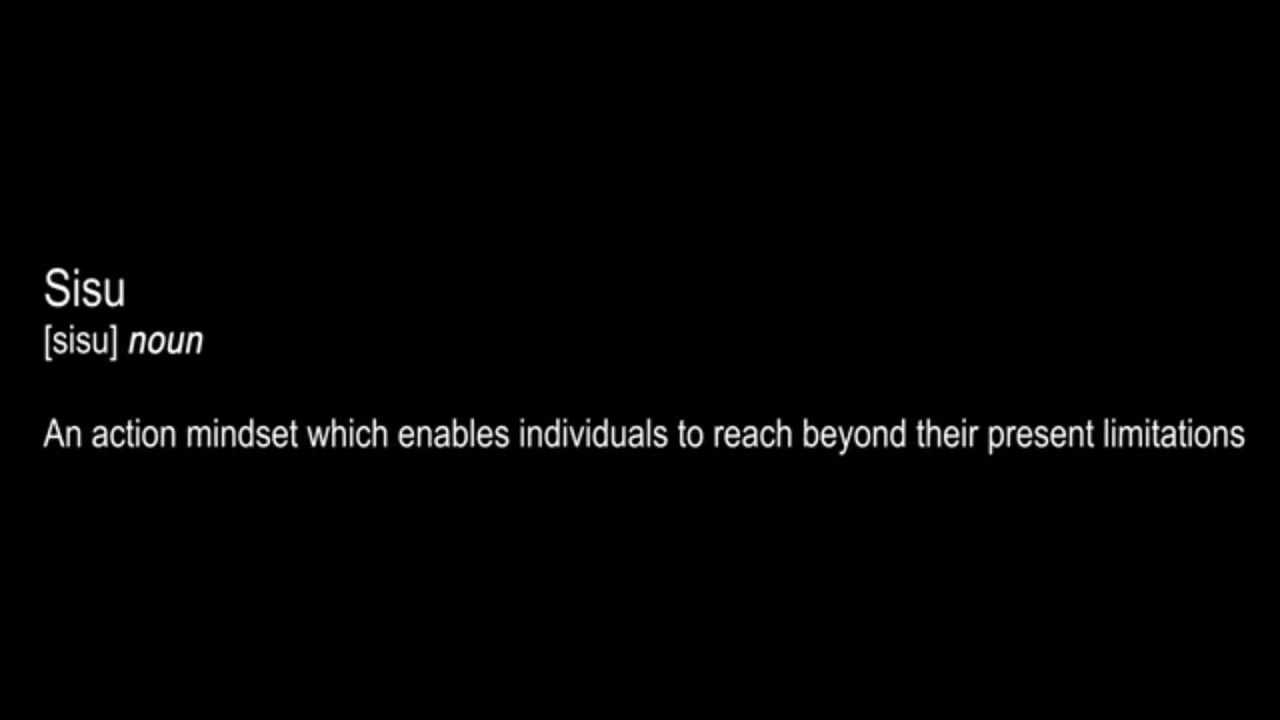 Sisu
[sisu] noun
An action mindset which enables individuals to reach beyond their present limitations